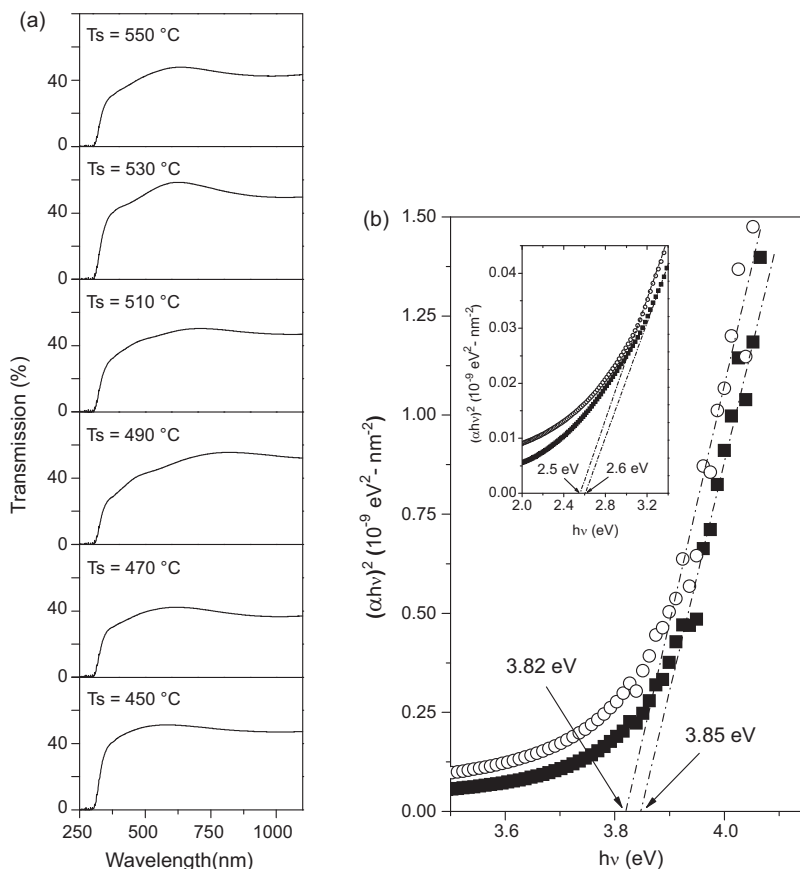 (a)
Ts = 550 °C
40
0
Ts = 530 °C
40
0
Ts = 510 °C
40
0
Ts = 490 °C
40
0
Ts = 470 °C
40
0
Ts = 450 °C
40
0
250 500 750 1000
Wavelength(nm)
Transmission (%)
(b)
1.50
1.25
1.00
0.75
0.50
0.25
0.00
3.6 3.8 4.0
hν (eV)
(αhν)² (10⁻⁹ eV²- nm⁻²)
3.82 eV
3.85 eV
0.04
0.03
0.02
0.01
0.00
2.0 2.4 2.8 3.2
hν (eV)
(αhν)² (10⁻⁹ eV²- nm⁻²)
2.5 eV
2.6 eV